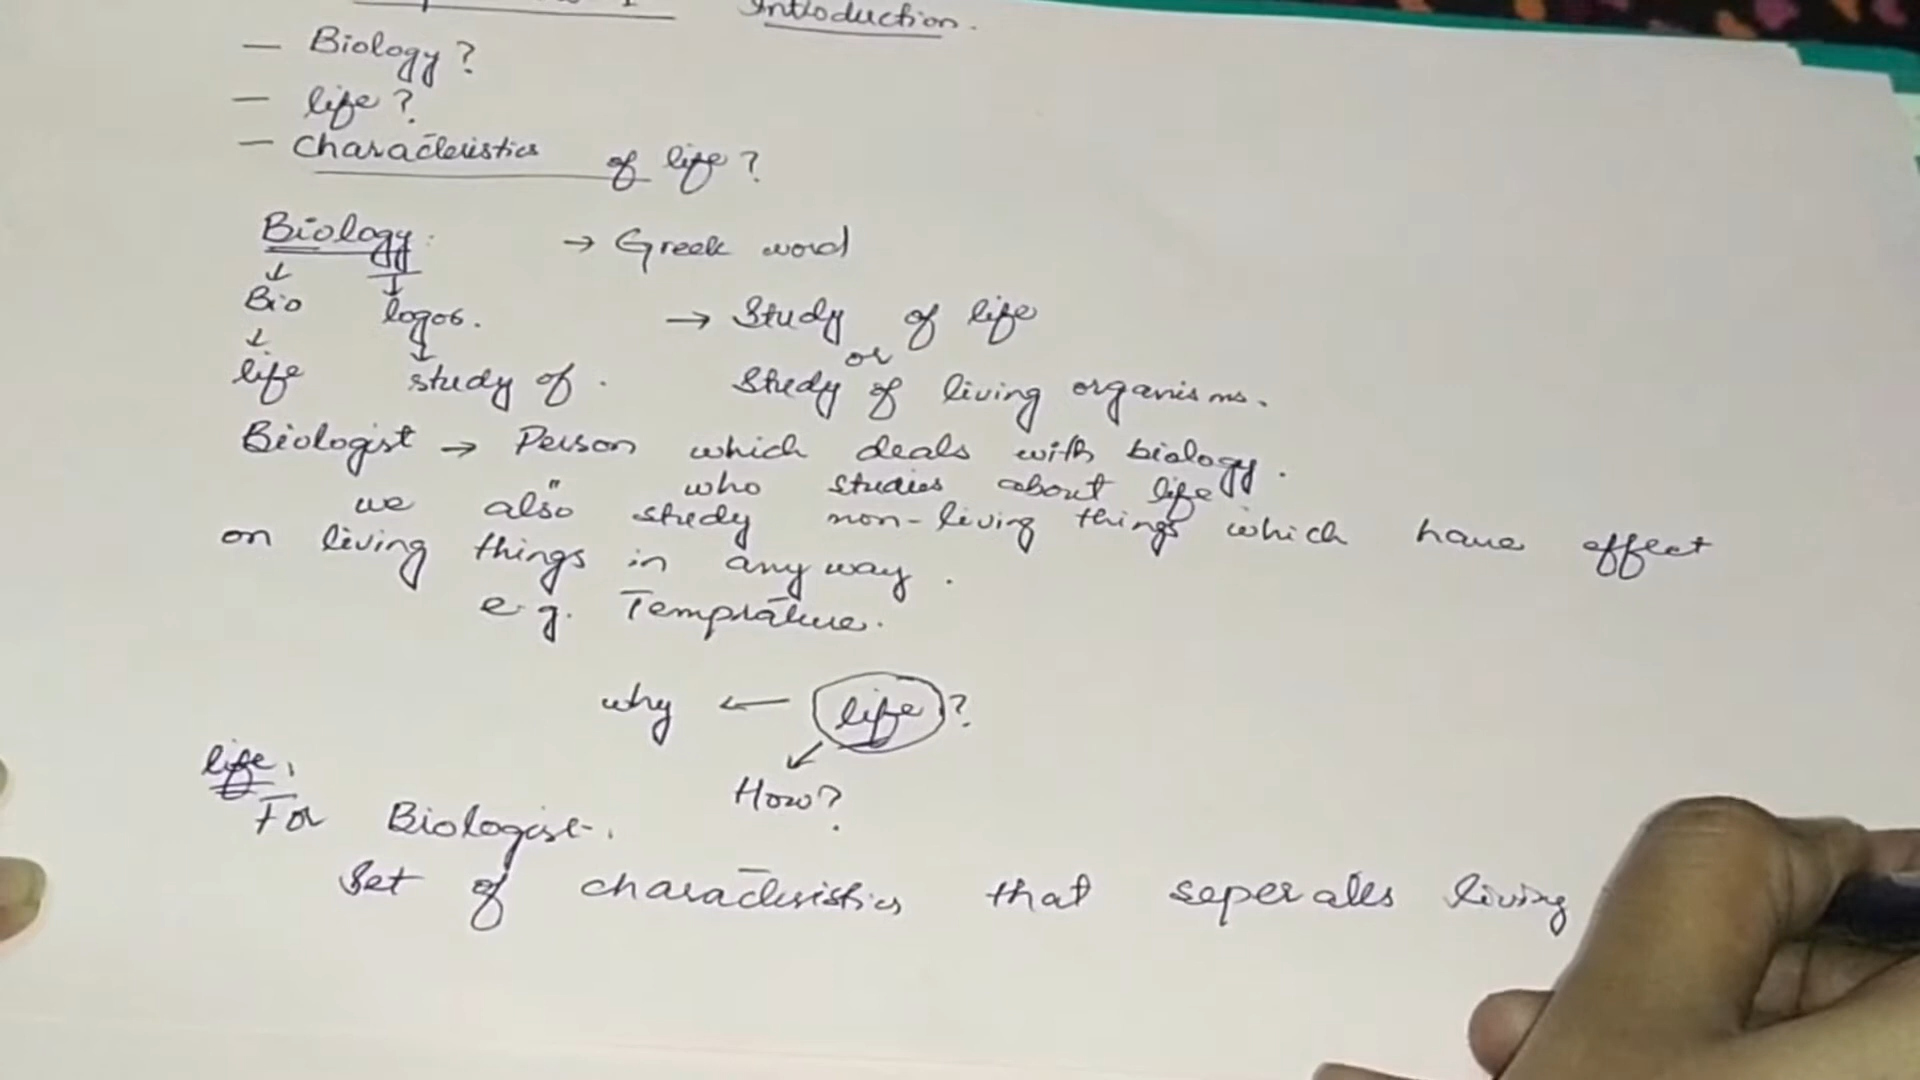 Introduction.
— Biology?
— life?
— Characteristics of life?
Biology: → Greek word
Bio logos. → Study of life
or
life study of. Study of living organisms.
Biologist → Person which deals with biology.
" who studies about life
we also study non-living things which have effect
on living things in any way.
e.g. Temprature.
why ← life?
How?
life,
For Biologist.
Set of characteristics that seperates living